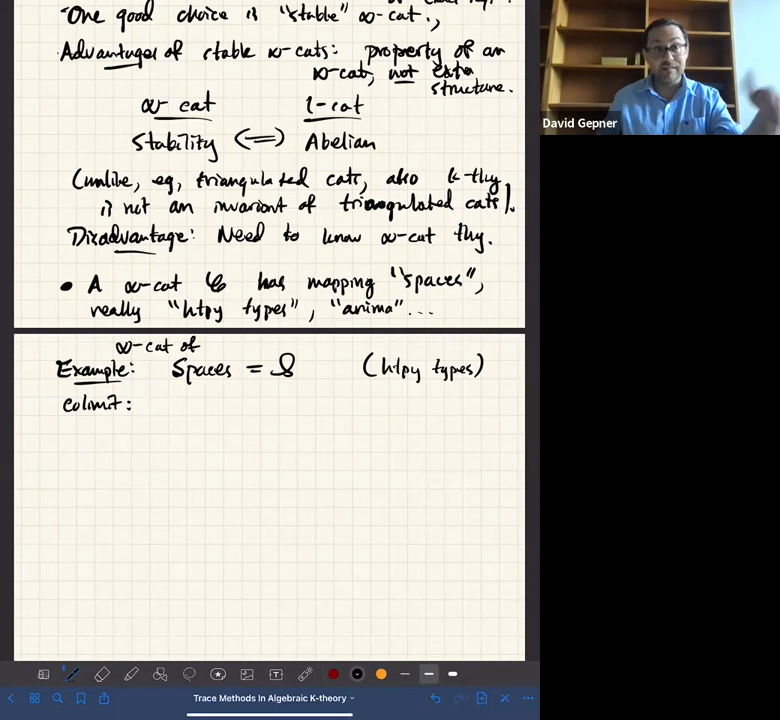 One good choice is "stable" ∞-cat.,
Advantages of stable ∞-cats: property of an
∞-cat, not extra
structure.
∞-cat 1-cat
Stability <=> Abelian
(unlike, eg, triangulated cats, also K-thy
is not an invariant of triangulated cats).
Disadvantage: Need to know ∞-cat thy.
• A ∞-cat C has mapping "spaces",
really "htpy types", "anima"...
∞-cat of
Example: Spaces = S (htpy types)
colimit:
David Gepner
Trace Methods In Algebraic K-theory